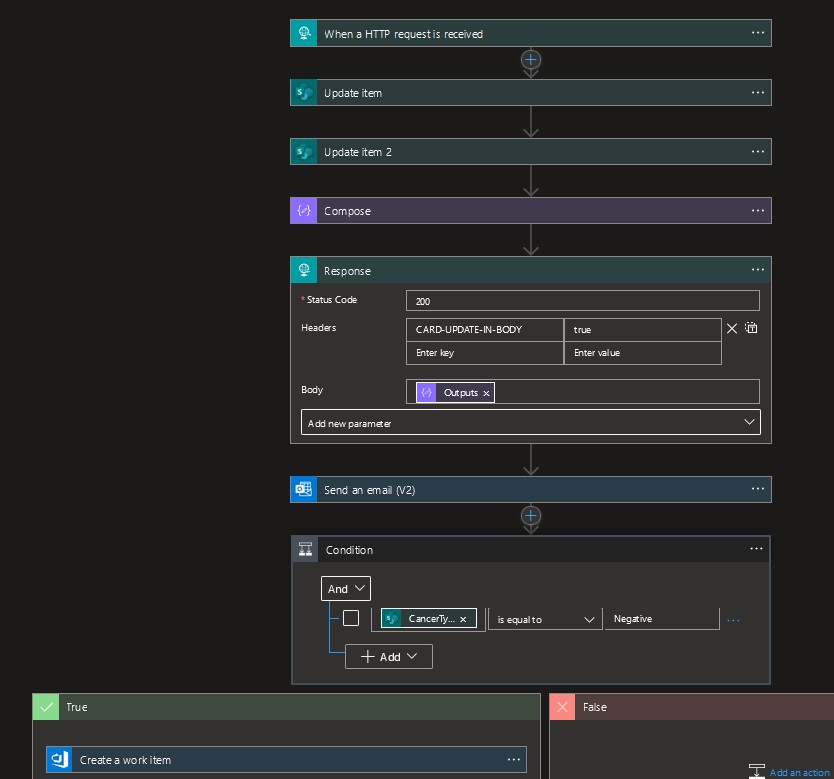 When a HTTP request is received
Update item
Update item 2
Compose
Response
* Status Code 200
Headers CARD-UPDATE-IN-BODY true
Enter key Enter value
Body Outputs ×
Add new parameter
Send an email (V2)
Condition
And
CancerTy... × is equal to Negative
+ Add
True False
Create a work item
Add an action